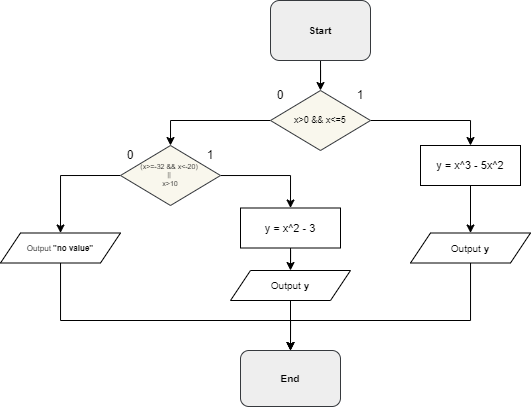 Start
0
1
x>0 && x<=5
0
1
(x>=-32 && x<-20)
||
x>10
y = x^3 - 5x^2
y = x^2 - 3
Output "no value"
Output y
Output y
End